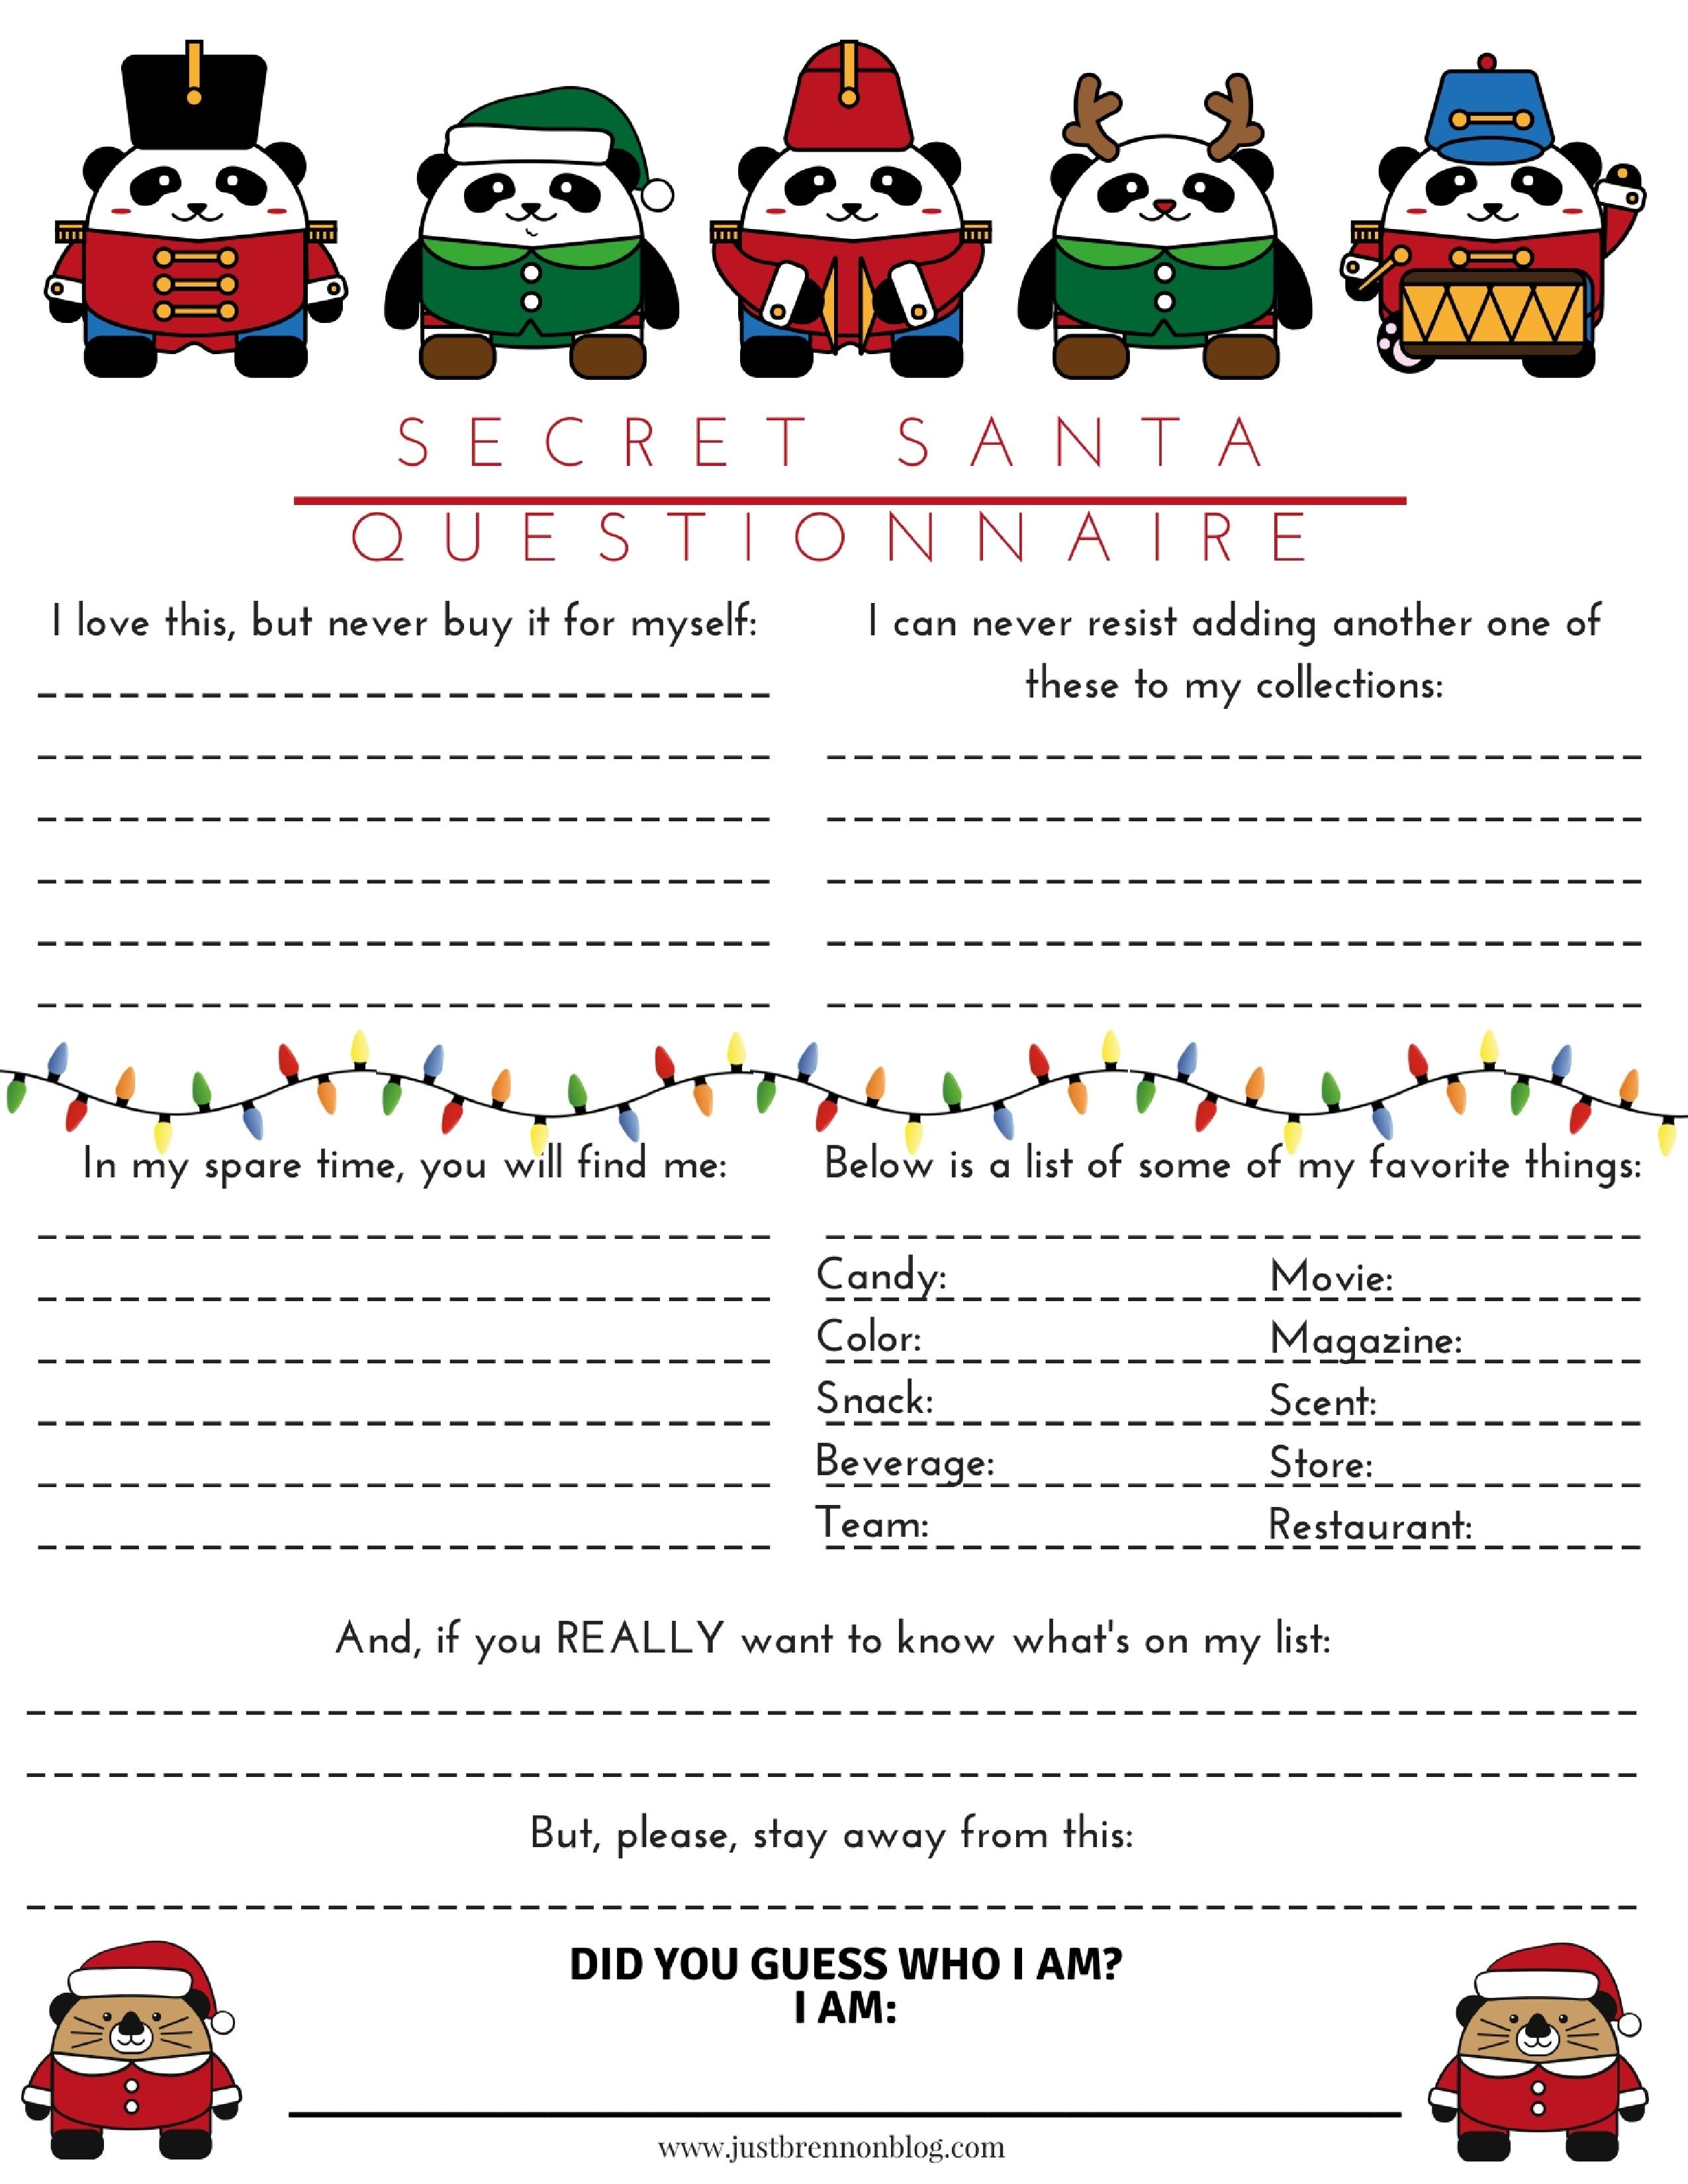 SECRET SANTA
QUESTIONNAIRE
I love this, but never buy it for myself:
I can never resist adding another one of
these to my collections:
In my spare time, you will find me:
Below is a list of some of my favorite things:
Candy:
Movie:
Color:
Magazine:
Snack:
Scent:
Beverage:
Store:
Team:
Restaurant:
And, if you REALLY want to know what's on my list:
But, please, stay away from this:
DID YOU GUESS WHO I AM?
I AM:
www.justbrennonblog.com